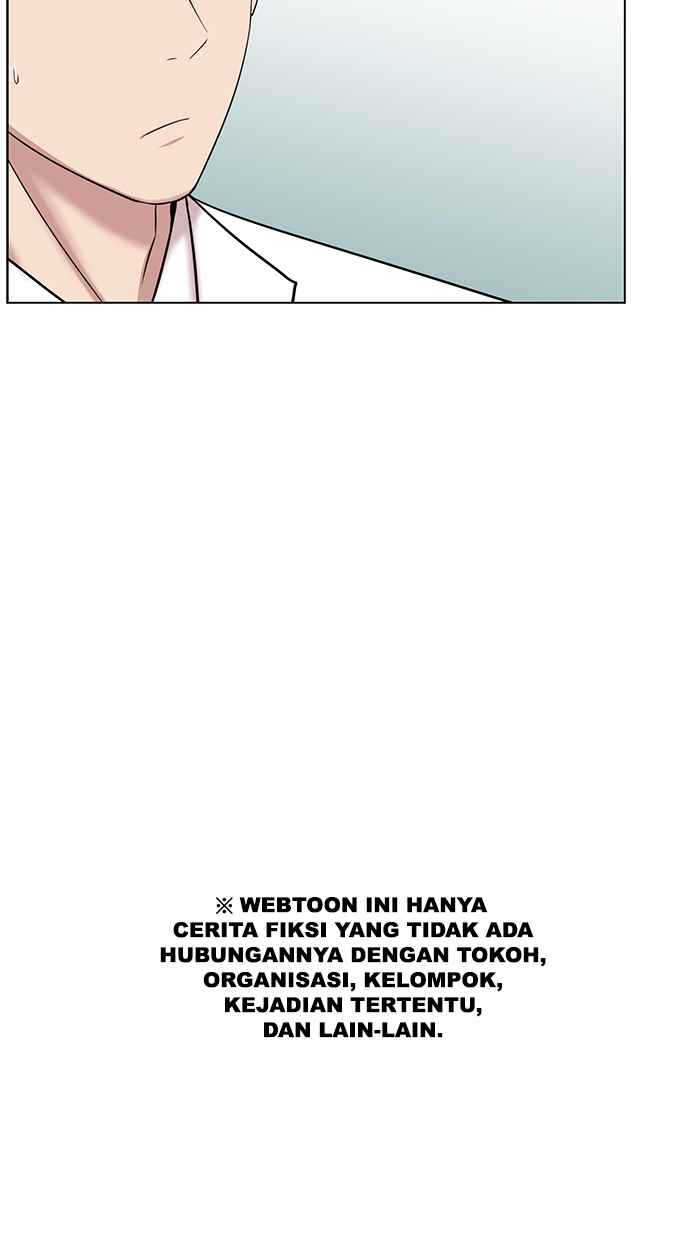 ※ WEBTOON INI HANYA
CERITA FIKSI YANG TIDAK ADA
HUBUNGANNYA DENGAN TOKOH,
ORGANISASI, KELOMPOK,
KEJADIAN TERTENTU,
DAN LAIN-LAIN.